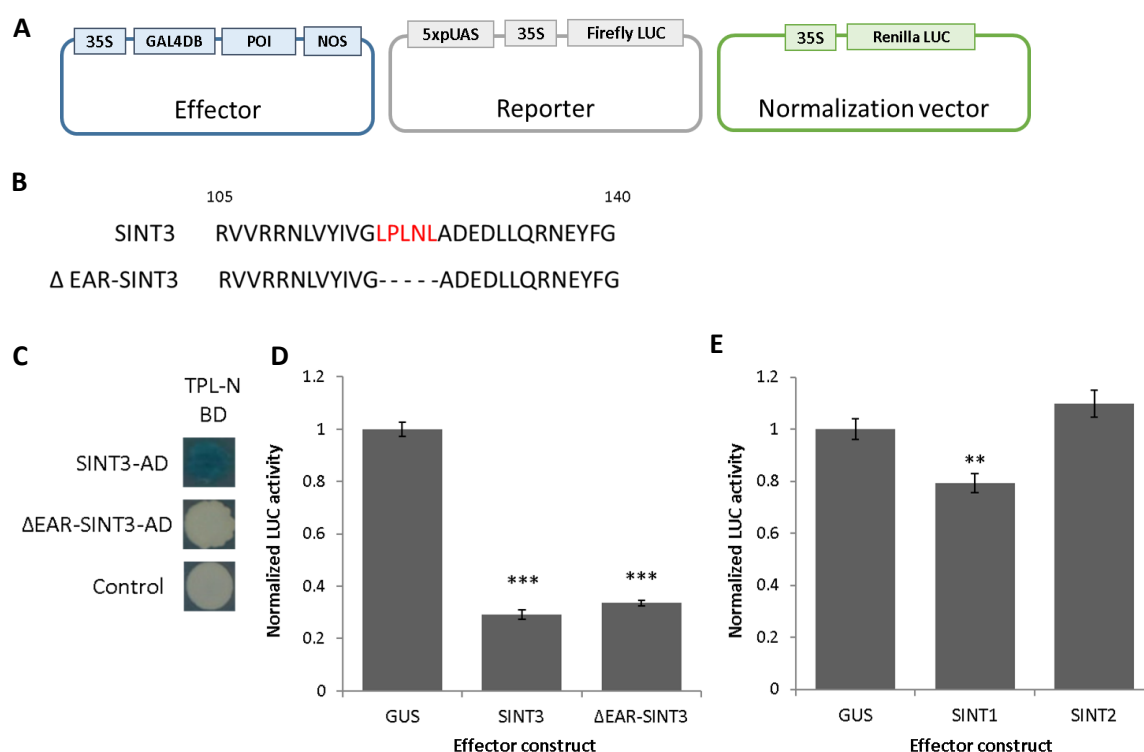 A
35S GAL4DB POI NOS
Effector
5xpUAS 35S Firefly LUC
Reporter
35S Renilla LUC
Normalization vector
B
105 140
SINT3 RVVRRNLVYIVGLPLNLADEDLLQRNEYFG
Δ EAR-SINT3 RVVRRNLVYIVG-----ADEDLLQRNEYFG
C
TPL-N
BD
SINT3-AD
ΔEAR-SINT3-AD
Control
D
Normalized LUC activity
1.2
1
0.8
0.6
0.4
0.2
0
*** ***
GUS SINT3 ΔEAR-SINT3
Effector construct
E
Normalized LUC activity
1.2
1
0.8
0.6
0.4
0.2
0
**
GUS SINT1 SINT2
Effector construct